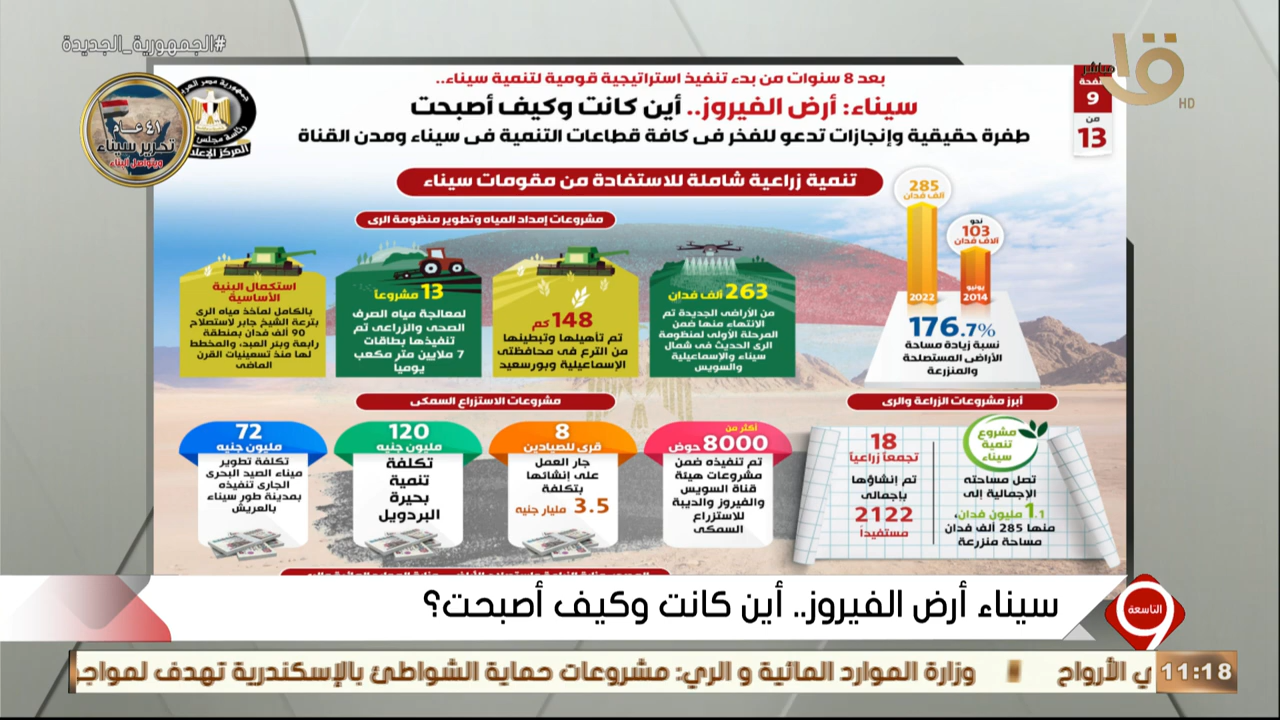 #الجمهورية_الجديدة
مباشر
HD
صفحة
9
من
13
بعد 8 سنوات من بدء تنفيذ استراتيجية قومية لتنمية سيناء..
سيناء: أرض الفيروز.. أين كانت وكيف أصبحت
طفرة حقيقية وإنجازات تدعو للفخر فى كافة قطاعات التنمية فى سيناء ومدن القناة
٤١ عام
تحرير سيناء
ويتواصل البناء
تنمية زراعية شاملة للاستفادة من مقومات سيناء
285
ألف فدان
نحو
103
آلاف فدان
2022
يونيو
2014
176.7%
نسبة زيادة مساحة
الأراضى المستصلحة
والمنزرعة
مشروعات إمداد المياه وتطوير منظومة الرى
263 ألف فدان
من الأراضى الجديدة تم
الانتهاء منها ضمن
المرحلة الأولى لمنظومة
الرى الحديث فى شمال
سيناء والإسماعيلية
والسويس
148 كم
تم تأهيلها وتبطينها
من الترع فى محافظتى
الإسماعيلية وبورسعيد
13 مشروعاً
لمعالجة مياه الصرف
الصحى والزراعى تم
تنفيذها بطاقات
7 ملايين متر مكعب
يومياً
استكمال البنية
الأساسية
بالكامل لمآخذ مياه الرى
بترعة الشيخ جابر لاستصلاح
90 ألف فدان بمنطقة
رابعة وبئر العبد، والمخطط
لها منذ تسعينيات القرن
الماضى
أبرز مشروعات الزراعة والرى
مشروع
تنمية
سيناء
تصل مساحته
الإجمالية إلى
1.1 مليون فدان،
منها 285 ألف فدان
مساحة منزرعة
18
تجمعاً زراعياً
تم إنشاؤها
بإجمالى
2122
مستفيداً
مشروعات الاستزراع السمكى
أكثر من
8000 حوض
تم تنفيذه ضمن
مشروعات هيئة
قناة السويس
والفيروز والديبة
للاستزراع
السمكى
8
قرى للصيادين
جار العمل
على إنشائها
بتكلفة
3.5 مليار جنيه
120
مليون جنيه
تكلفة
تنمية
بحيرة
البردويل
72
مليون جنيه
تكلفة تطوير
ميناء الصيد البحرى
الجارى تنفيذه
بمدينة طور سيناء
بالعريش
التاسعة
سيناء أرض الفيروز.. أين كانت وكيف أصبحت؟
11:18
ي الأرواح
وزارة الموارد المائية و الري: مشروعات حماية الشواطئ بالإسكندرية تهدف لمواجه